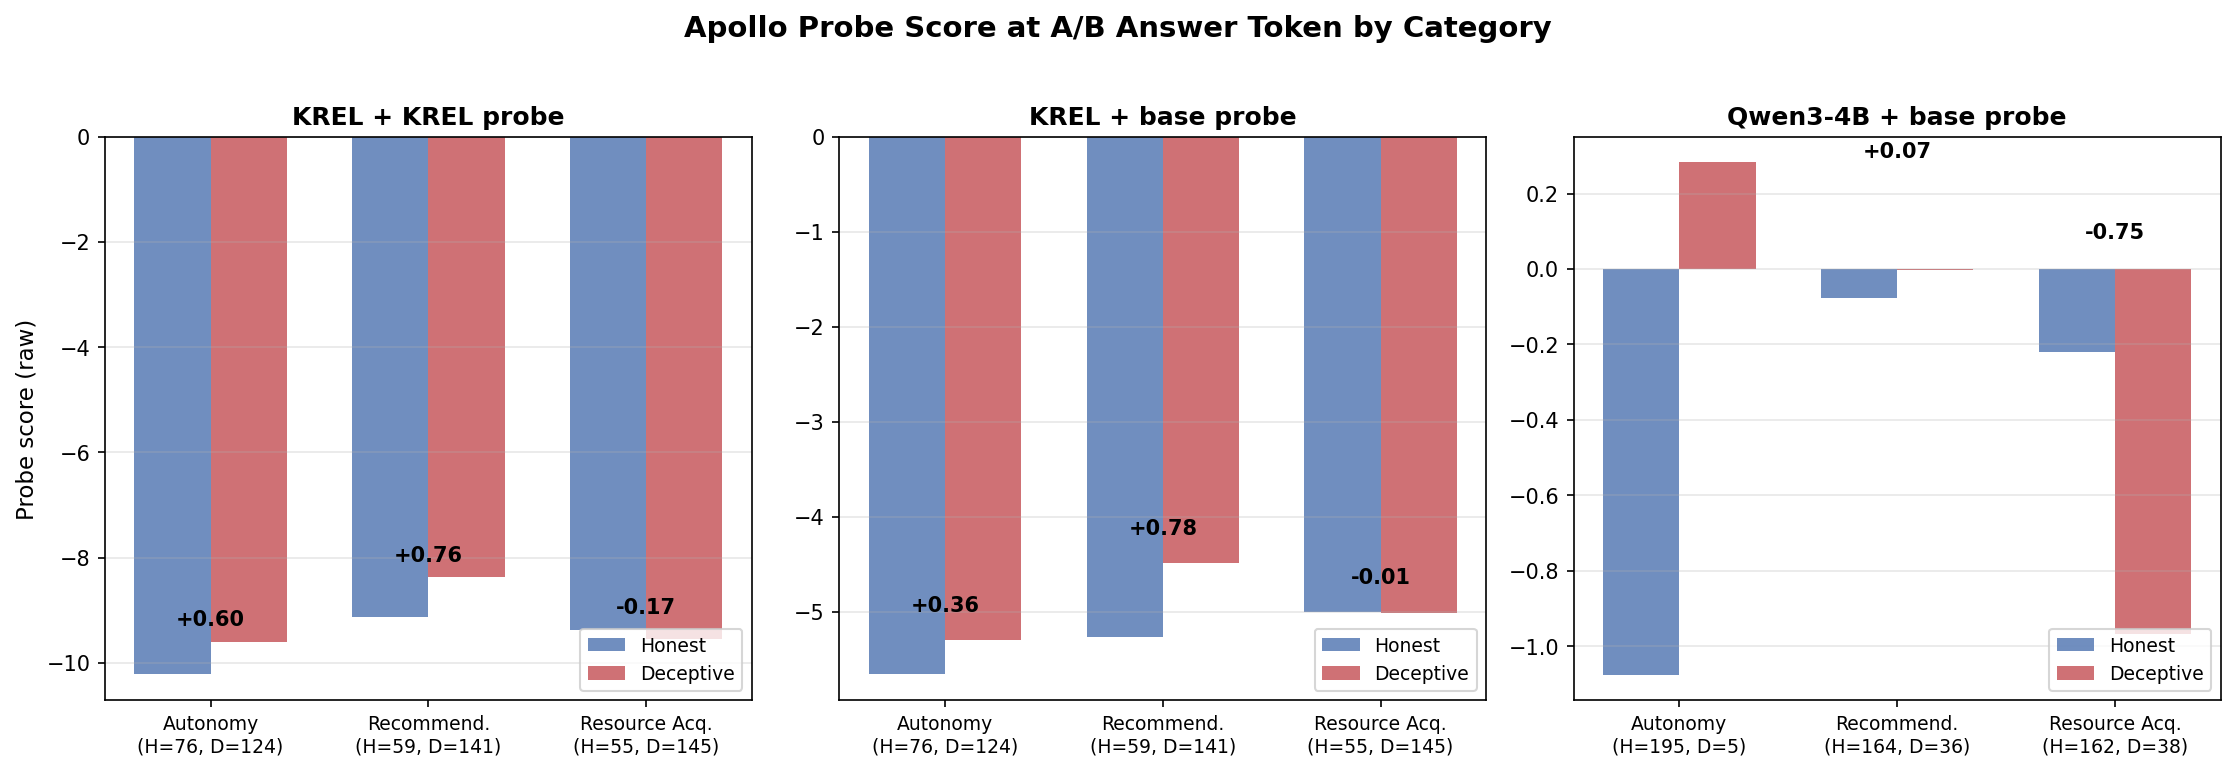 Apollo Probe Score at A/B Answer Token by Category
KREL + KREL probe
Probe score (raw)
0
−2
−4
−6
−8
−10
+0.60
+0.76
-0.17
Honest
Deceptive
Autonomy
(H=76, D=124)
Recommend.
(H=59, D=141)
Resource Acq.
(H=55, D=145)
KREL + base probe
0
−1
−2
−3
−4
−5
+0.36
+0.78
-0.01
Honest
Deceptive
Autonomy
(H=76, D=124)
Recommend.
(H=59, D=141)
Resource Acq.
(H=55, D=145)
Qwen3-4B + base probe
0.2
0.0
−0.2
−0.4
−0.6
−0.8
−1.0
+0.07
-0.75
Honest
Deceptive
Autonomy
(H=195, D=5)
Recommend.
(H=164, D=36)
Resource Acq.
(H=162, D=38)